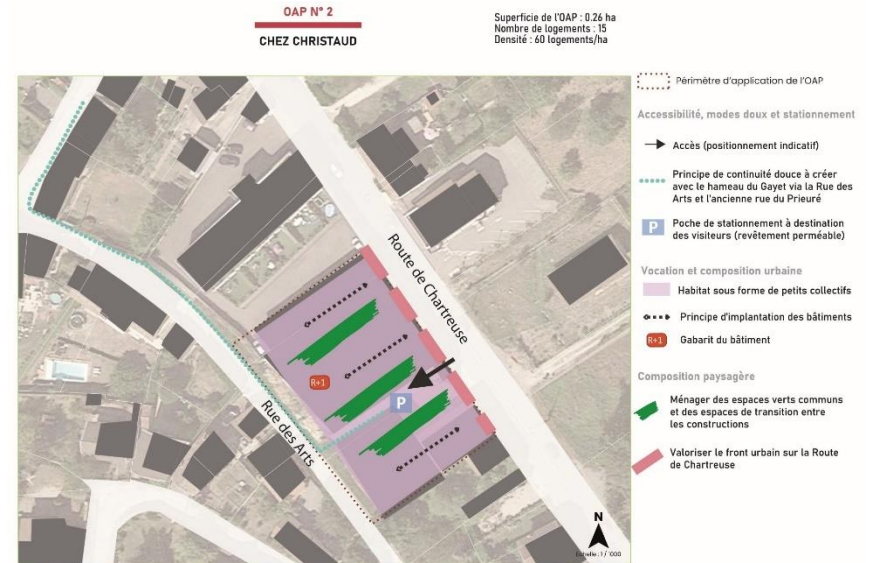 OAP N° 2
CHEZ CHRISTAUD
Superficie de l'OAP : 0.26 ha
Nombre de logements : 15
Densité : 60 logements/ha
Route de Chartreuse
Rue des Arts
R+1
P
N
Echelle : 1 / 1000
Périmètre d'application de l'OAP
Accessibilité, modes doux et stationnement
Accès (positionnement indicatif)
Principe de continuité douce à créer
avec le hameau du Gayet via la Rue des
Arts et l'ancienne rue du Prieuré
P
Poche de stationnement à destination
des visiteurs (revêtement perméable)
Vocation et composition urbaine
Habitat sous forme de petits collectifs
Principe d'implantation des bâtiments
R+1
Gabarit du bâtiment
Composition paysagère
Ménager des espaces verts communs
et des espaces de transition entre
les constructions
Valoriser le front urbain sur la Route
de Chartreuse